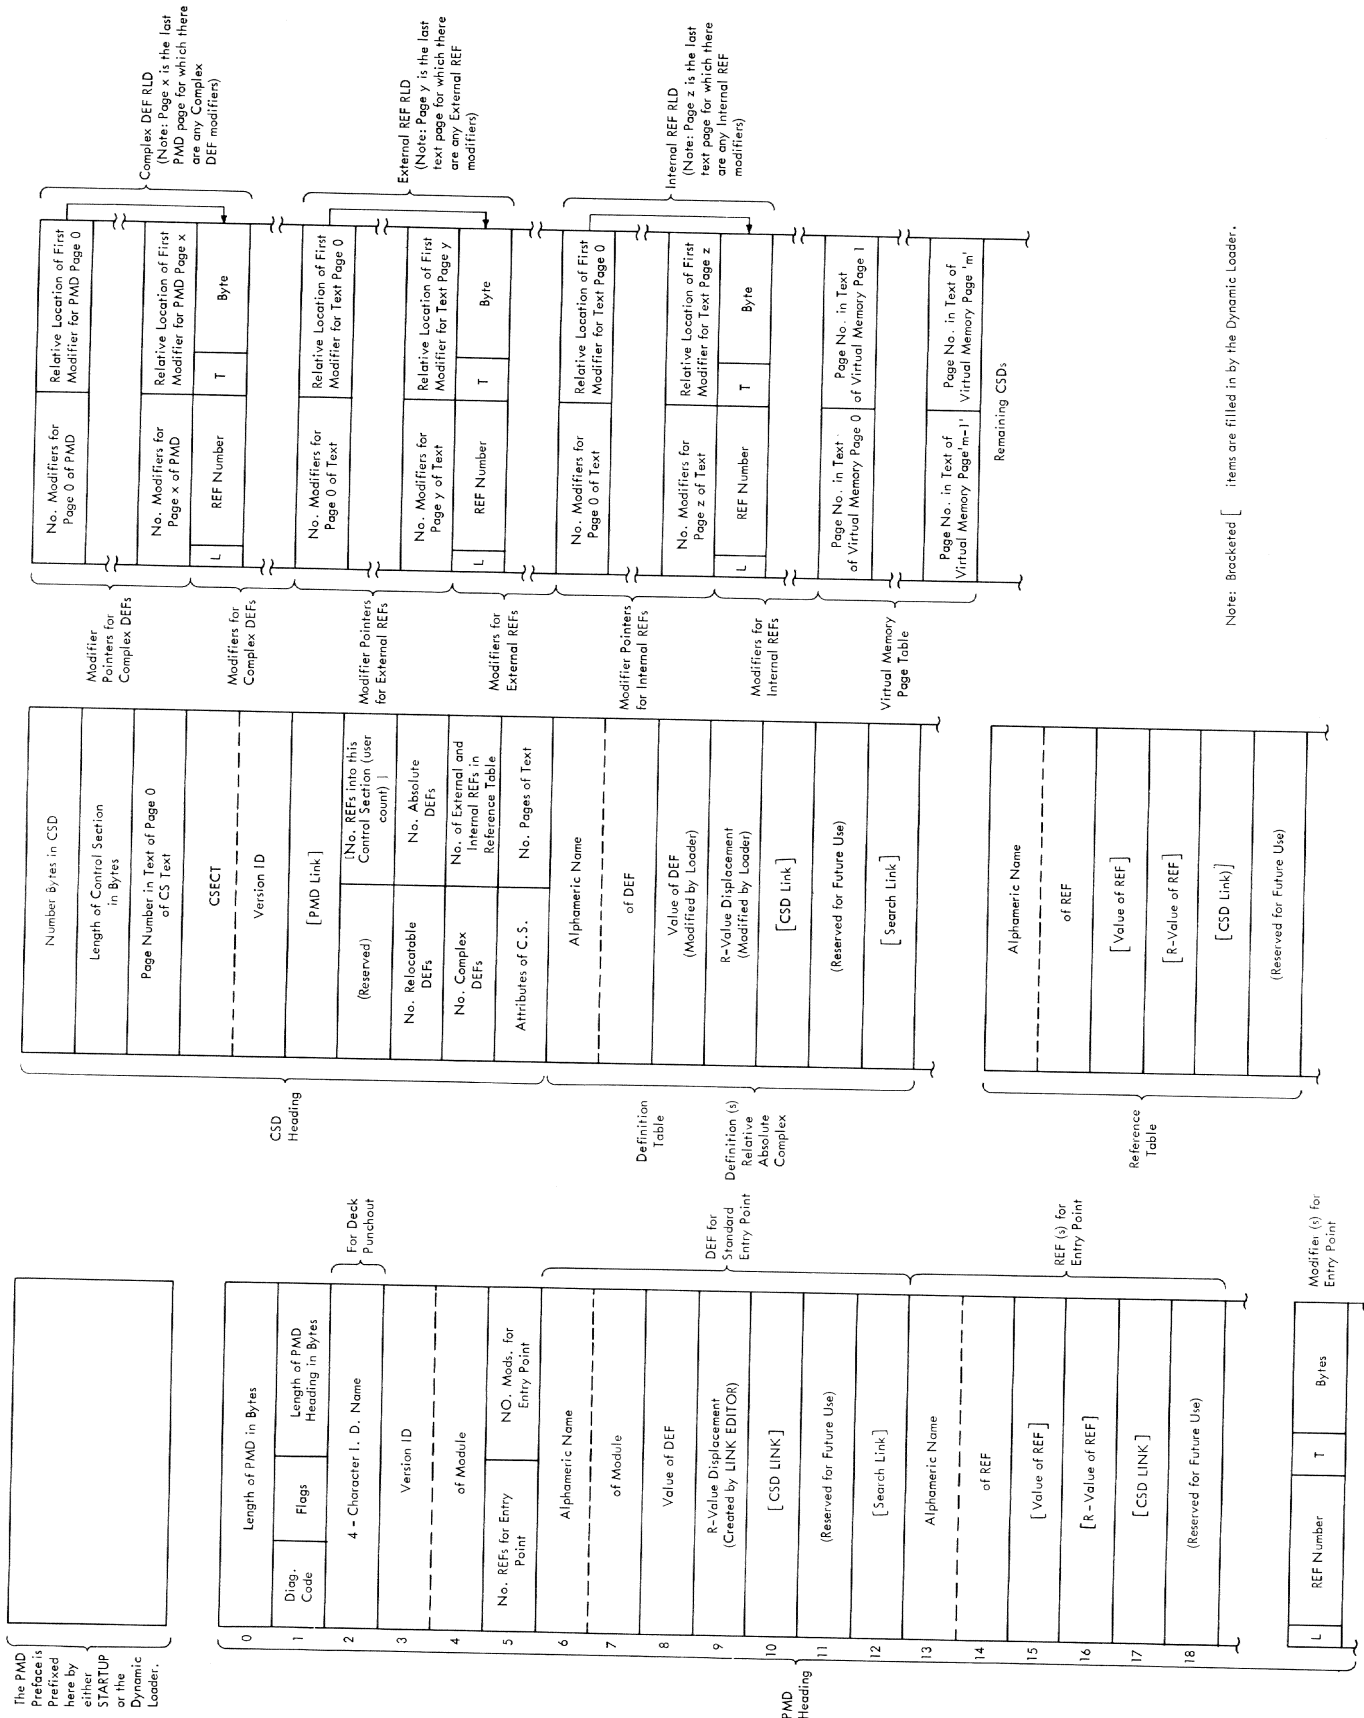 The PMD
Preface is
Prefixed
here by
either
STARTUP
or the
Dynamic
Loader.
PMD
Heading
0
Length of PMD in Bytes
1
Diag.
Code
Flags
Length of PMD
Heading in Bytes
2
4 - Character I. D. Name
For Deck
Punchout
3
Version ID
4
of Module
5
No. REFs for Entry
Point
NO. Mods. for
Entry Point
6
Alphameric Name
7
of Module
8
Value of DEF
9
R-Value Displacement
(Created by LINK EDITOR)
10
[CSD LINK]
11
(Reserved for Future Use)
12
[Search Link]
DEF for
Standard
Entry Point
13
Alphameric Name
14
of REF
15
[Value of REF]
16
[R-Value of REF]
17
[CSD LINK]
18
(Reserved for Future Use)
REF (s) for
Entry Point
L
REF Number
T
Bytes
Modifier (s) for
Entry Point
CSD
Heading
Number Bytes in CSD
Length of Control Section
in Bytes
Page Number in Text of Page 0
of CS Text
CSECT
Version ID
[PMD Link]
(Reserved)
[No. REFs into this
Control Section (user
count) ]
No. Relocatable
DEFs
No. Absolute
DEFs
No. Complex
DEFs
No. of External and
Internal REFs in
Reference Table
Attributes of C.S.
No. Pages of Text
Definition
Table
Definition (s)
Relative
Absolute
Complex
Alphameric Name
of DEF
Value of DEF
(Modified by Loader)
R-Value Displacement
(Modified by Loader)
[CSD Link]
(Reserved for Future Use)
[Search Link]
Reference
Table
Alphameric Name
of REF
[Value of REF]
[R-Value of REF]
[CSD Link)]
(Reserved for Future Use)
Modifier
Pointers for
Complex DEFs
No. Modifiers for
Page 0 of PMD
Relative Location of First
Modifier for PMD Page 0
No. Modifiers for
Page x of PMD
Relative Location of First
Modifier for PMD Page x
Modifiers for
Complex DEFs
L
REF Number
T
Byte
Complex DEF RLD
(Note: Page x is the last
PMD page for which there
are any Complex
DEF modifiers)
Modifier Pointers
for External REFs
No. Modifiers for
Page 0 of Text
Relative Location of First
Modifier for Text Page 0
No. Modifiers for
Page y of Text
Relative Location of First
Modifier for Text Page y
Modifiers for
External REFs
L
REF Number
T
Byte
External REF RLD
(Note: Page y is the last
text page for which there
are any External REF
modifiers)
Modifier Pointers
for Internal REFs
No. Modifiers for
Page 0 of Text
Relative Location of First
Modifier for Text Page 0
No. Modifiers for
Page z of Text
Relative Location of First
Modifier for Text Page z
Modifiers for
Internal REFs
L
REF Number
T
Byte
Internal REF RLD
(Note: Page z is the last
text page for which there
are any Internal REF
modifiers)
Virtual Memory
Page Table
Page No. in Text
of Virtual Memory Page 0
Page No. in Text
of Virtual Memory Page 1
Page No. in Text of
Virtual Memory Page'm-1'
Page No. in Text of
Virtual Memory Page 'm'
Remaining CSDs
Note: Bracketed [ items are filled in by the Dynamic Loader.